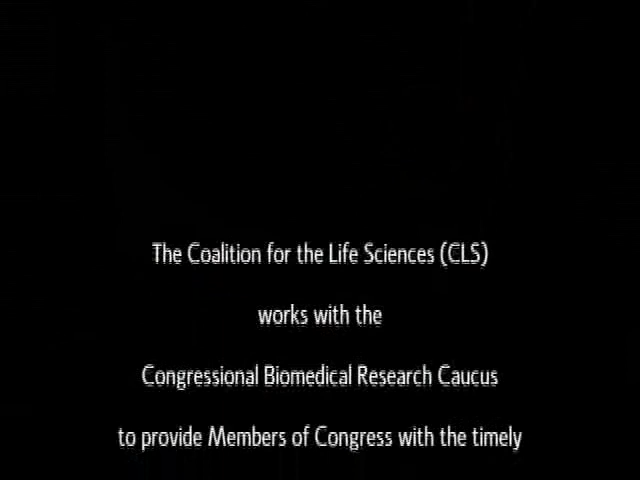 The Coalition for the Life Sciences (CLS)
works with the
Congressional Biomedical Research Caucus
to provide Members of Congress with the timely